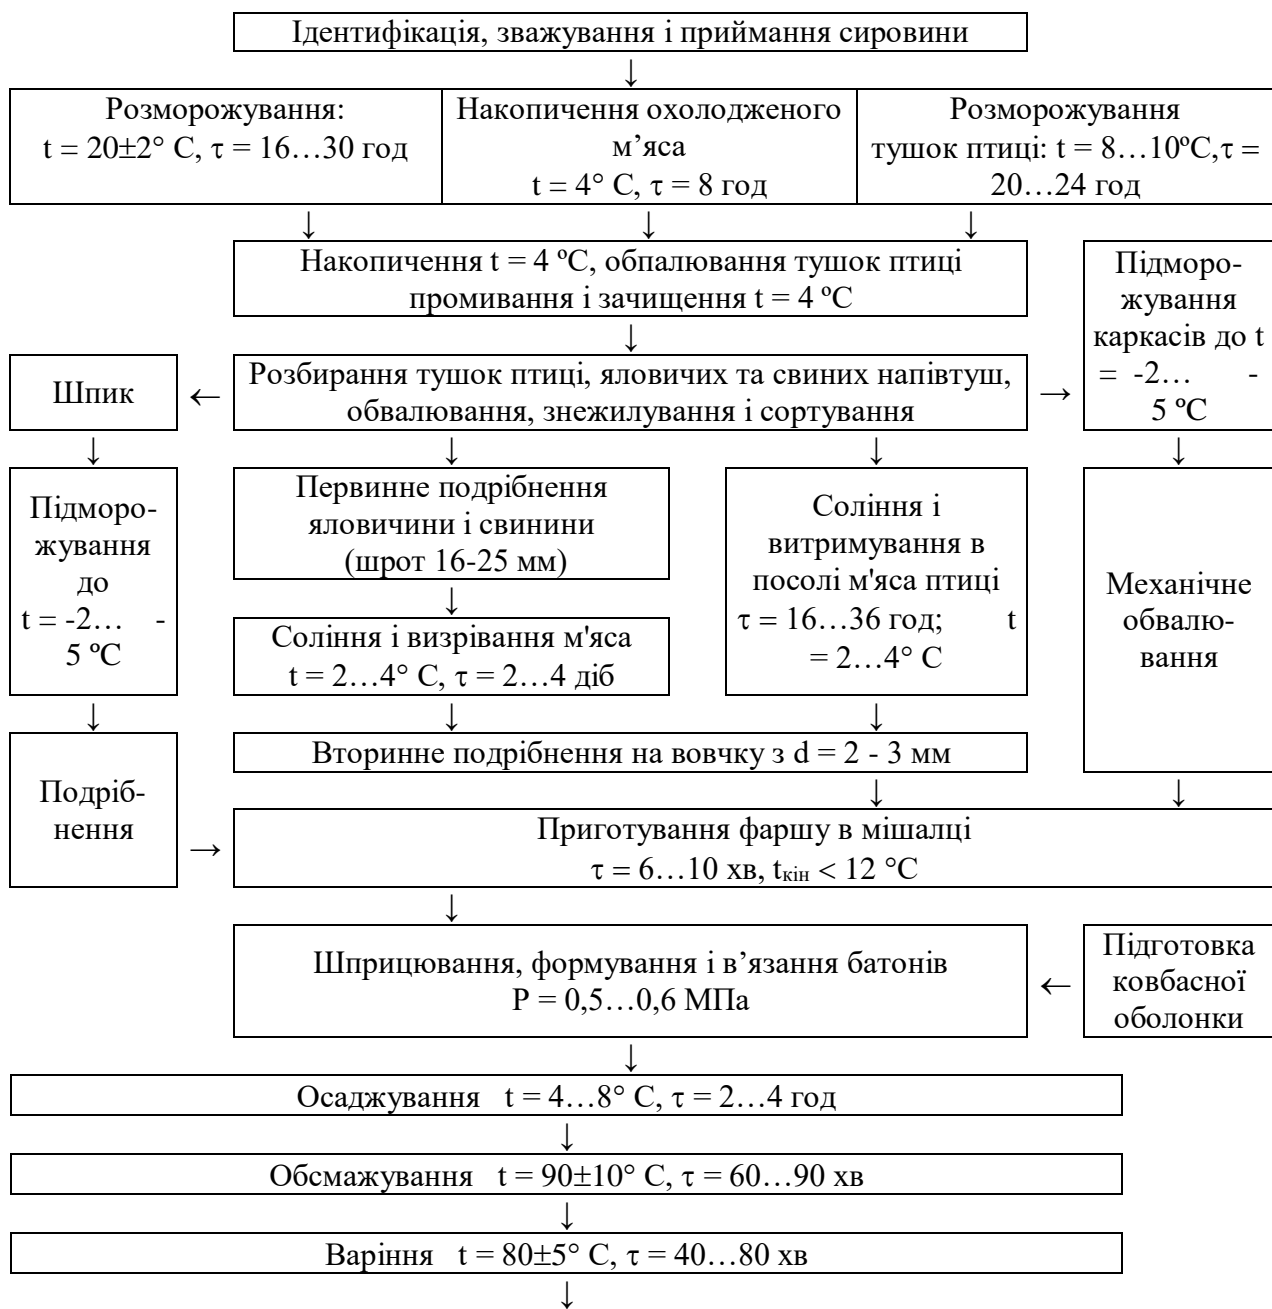 Ідентифікація, зважування і приймання сировини
↓
Розморожування:
t = 20±2° C, τ = 16…30 год
Накопичення охолодженого
м’яса
t = 4° C, τ = 8 год
Розморожування
тушок птиці: t = 8…10ºC,τ =
20…24 год
↓ ↓ ↓
Накопичення t = 4 ºC, обпалювання тушок птиці
промивання і зачищення t = 4 ºC
Підморо-
жування
каркасів до t
= -2… -
5 ºC
↓
Шпик
←
Розбирання тушок птиці, яловичих та свиних напівтуш,
обвалювання, знежилування і сортування
→
↓ ↓ ↓ ↓
Підморо-
жування
до
t = -2… -
5 ºC
Первинне подрібнення
яловичини і свинини
(шрот 16-25 мм)
↓
Соління і визрівання м'яса
t = 2…4° C, τ = 2…4 діб
Соління і
витримування в
посолі м'яса птиці
τ = 16…36 год; t
= 2…4° C
Механічне
обвалю-
вання
↓ ↓ ↓
Вторинне подрібнення на вовчку з d = 2 - 3 мм
Подріб-
нення
↓ ↓
→
Приготування фаршу в мішалці
τ = 6…10 хв, tкін < 12 °C
↓
Шприцювання, формування і в’язання батонів
P = 0,5…0,6 МПа
←
Підготовка
ковбасної
оболонки
↓
Осаджування t = 4…8° C, τ = 2…4 год
↓
Обсмажування t = 90±10° C, τ = 60…90 хв
↓
Варіння t = 80±5° C, τ = 40…80 хв
↓